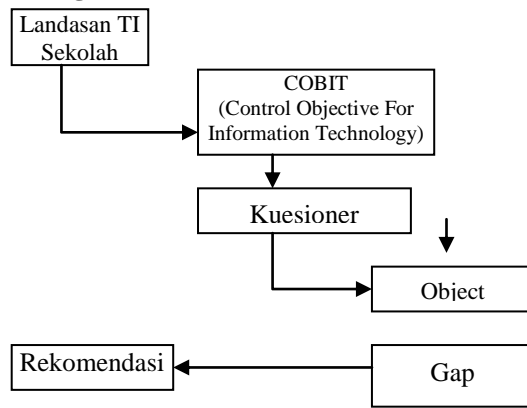 Landasan TI
Sekolah
COBIT
(Control Objective For
Information Technology)
Kuesioner
Object
Rekomendasi
Gap